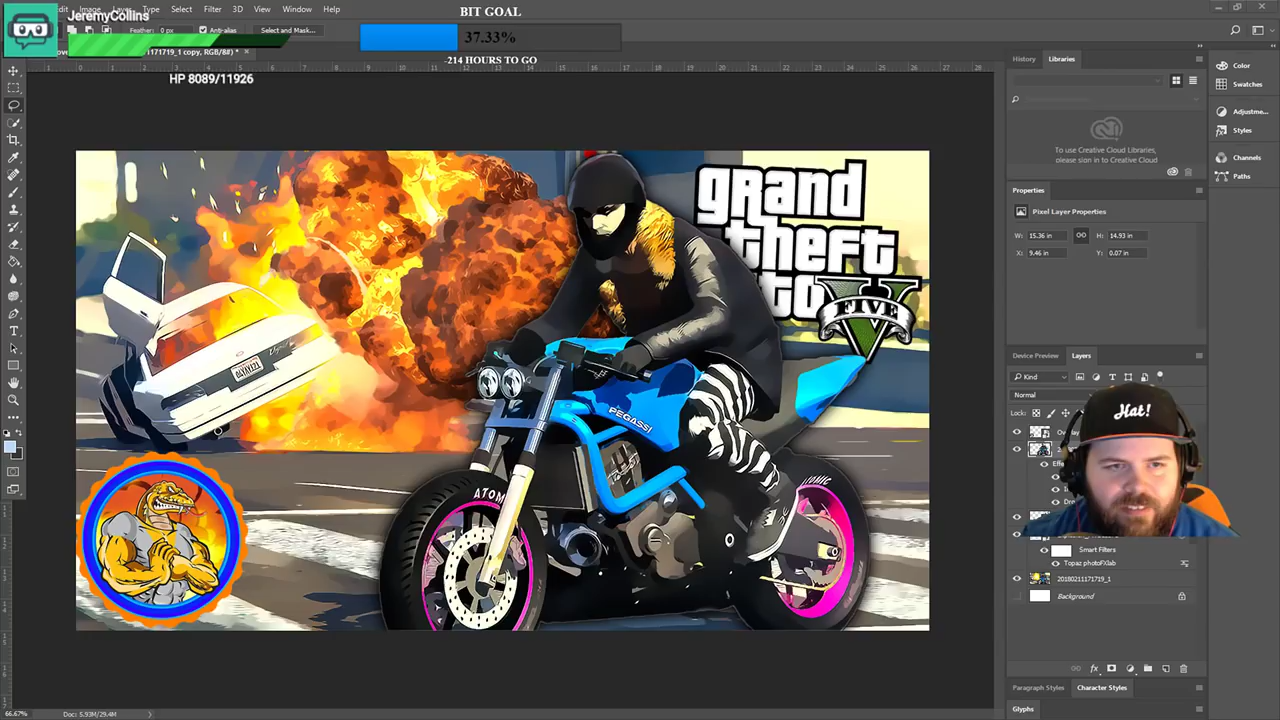 JeremyCollins
BIT GOAL
37.33%
-214 HOURS TO GO
HP 8089/11926
Image Layer Type Select Filter 3D View Window Help
Feather: 0 px Anti-alias Select and Mask...
1171719_1 copy, RGB/8#) *
History Libraries
To use Creative Cloud Libraries,
please sign in to Creative Cloud
Properties
Pixel Layer Properties
W: 15.36 in H: 14.93 in
X: 9.46 in Y: 0.07 in
Color
Swatches
Adjustme...
Styles
Channels
Paths
Device Preview Layers
Kind
Normal
Lock:
Smart Filters
Topaz photoFXlab
20180211171719_1
Background
Paragraph Styles Character Styles
Glyphs
grand
theft
FIVE
PEGASSI
ATOM
Hat!
66.67% Doc: 5.93M/29.4M